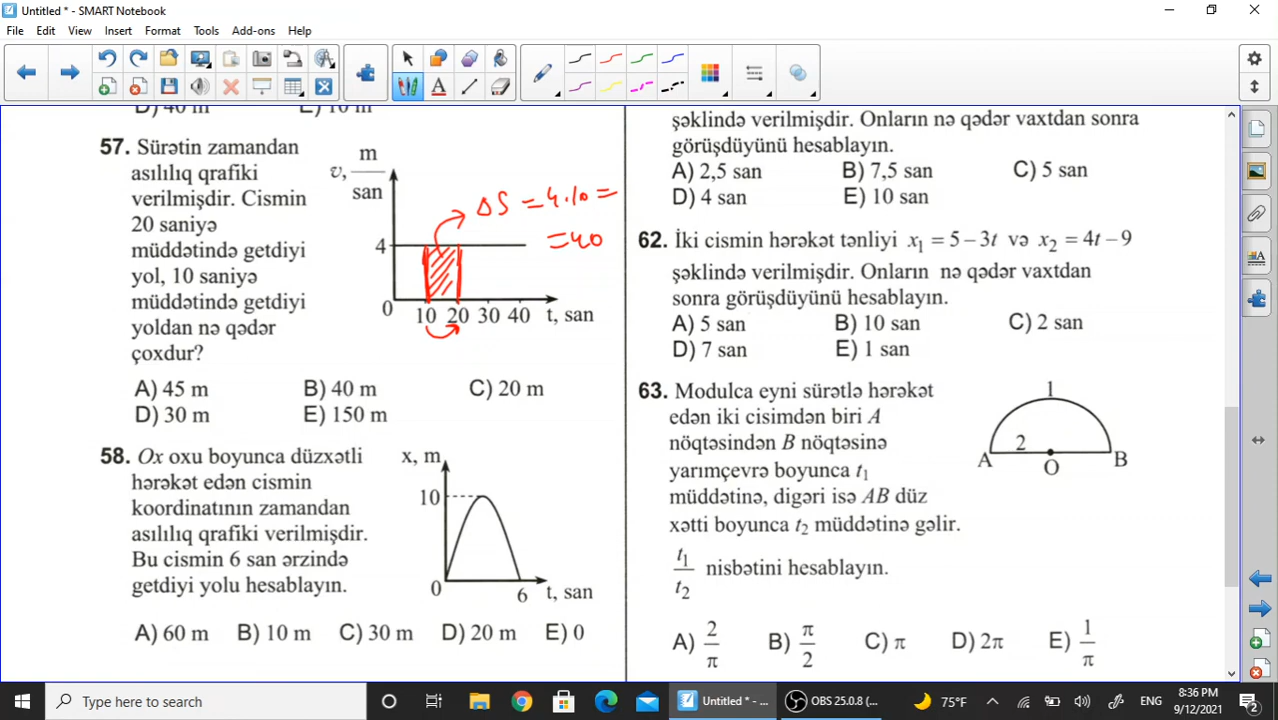 Untitled * - SMART Notebook
File Edit View Insert Format Tools Add-ons Help
D) 40 m E) 10 m
57. Sürətin zamandan
asılılıq qrafiki
verilmişdir. Cismin
20 saniyə
müddətində getdiyi
yol, 10 saniyə
müddətində getdiyi
yoldan nə qədər
çoxdur?
v, m/san
4
0 10 20 30 40 t, san
ΔS = 4.10 =
=40
A) 45 m B) 40 m C) 20 m
D) 30 m E) 150 m
58. Ox oxu boyunca düzxətli
hərəkət edən cismin
koordinatının zamandan
asılılıq qrafiki verilmişdir.
Bu cismin 6 san ərzində
getdiyi yolu hesablayın.
x, m
10
0 6 t, san
A) 60 m B) 10 m C) 30 m D) 20 m E) 0
şəklində verilmişdir. Onların nə qədər vaxtdan sonra
görüşdüyünü hesablayın.
A) 2,5 san B) 7,5 san C) 5 san
D) 4 san E) 10 san
62. İki cismin hərəkət tənliyi x₁ = 5 – 3t və x₂ = 4t – 9
şəklində verilmişdir. Onların nə qədər vaxtdan
sonra görüşdüyünü hesablayın.
A) 5 san B) 10 san C) 2 san
D) 7 san E) 1 san
63. Modulca eyni sürətlə hərəkət
edən iki cisimdən biri A
nöqtəsindən B nöqtəsinə
yarımçevrə boyunca t₁
müddətinə, digəri isə AB düz
xətti boyunca t₂ müddətinə gəlir.
t₁/t₂ nisbətini hesablayın.
1
2
A O B
A) 2/π B) π/2 C) π D) 2π E) 1/π
Type here to search
Untitled * - ...
OBS 25.0.8 (...
75°F
ENG
8:36 PM
9/12/2021
2